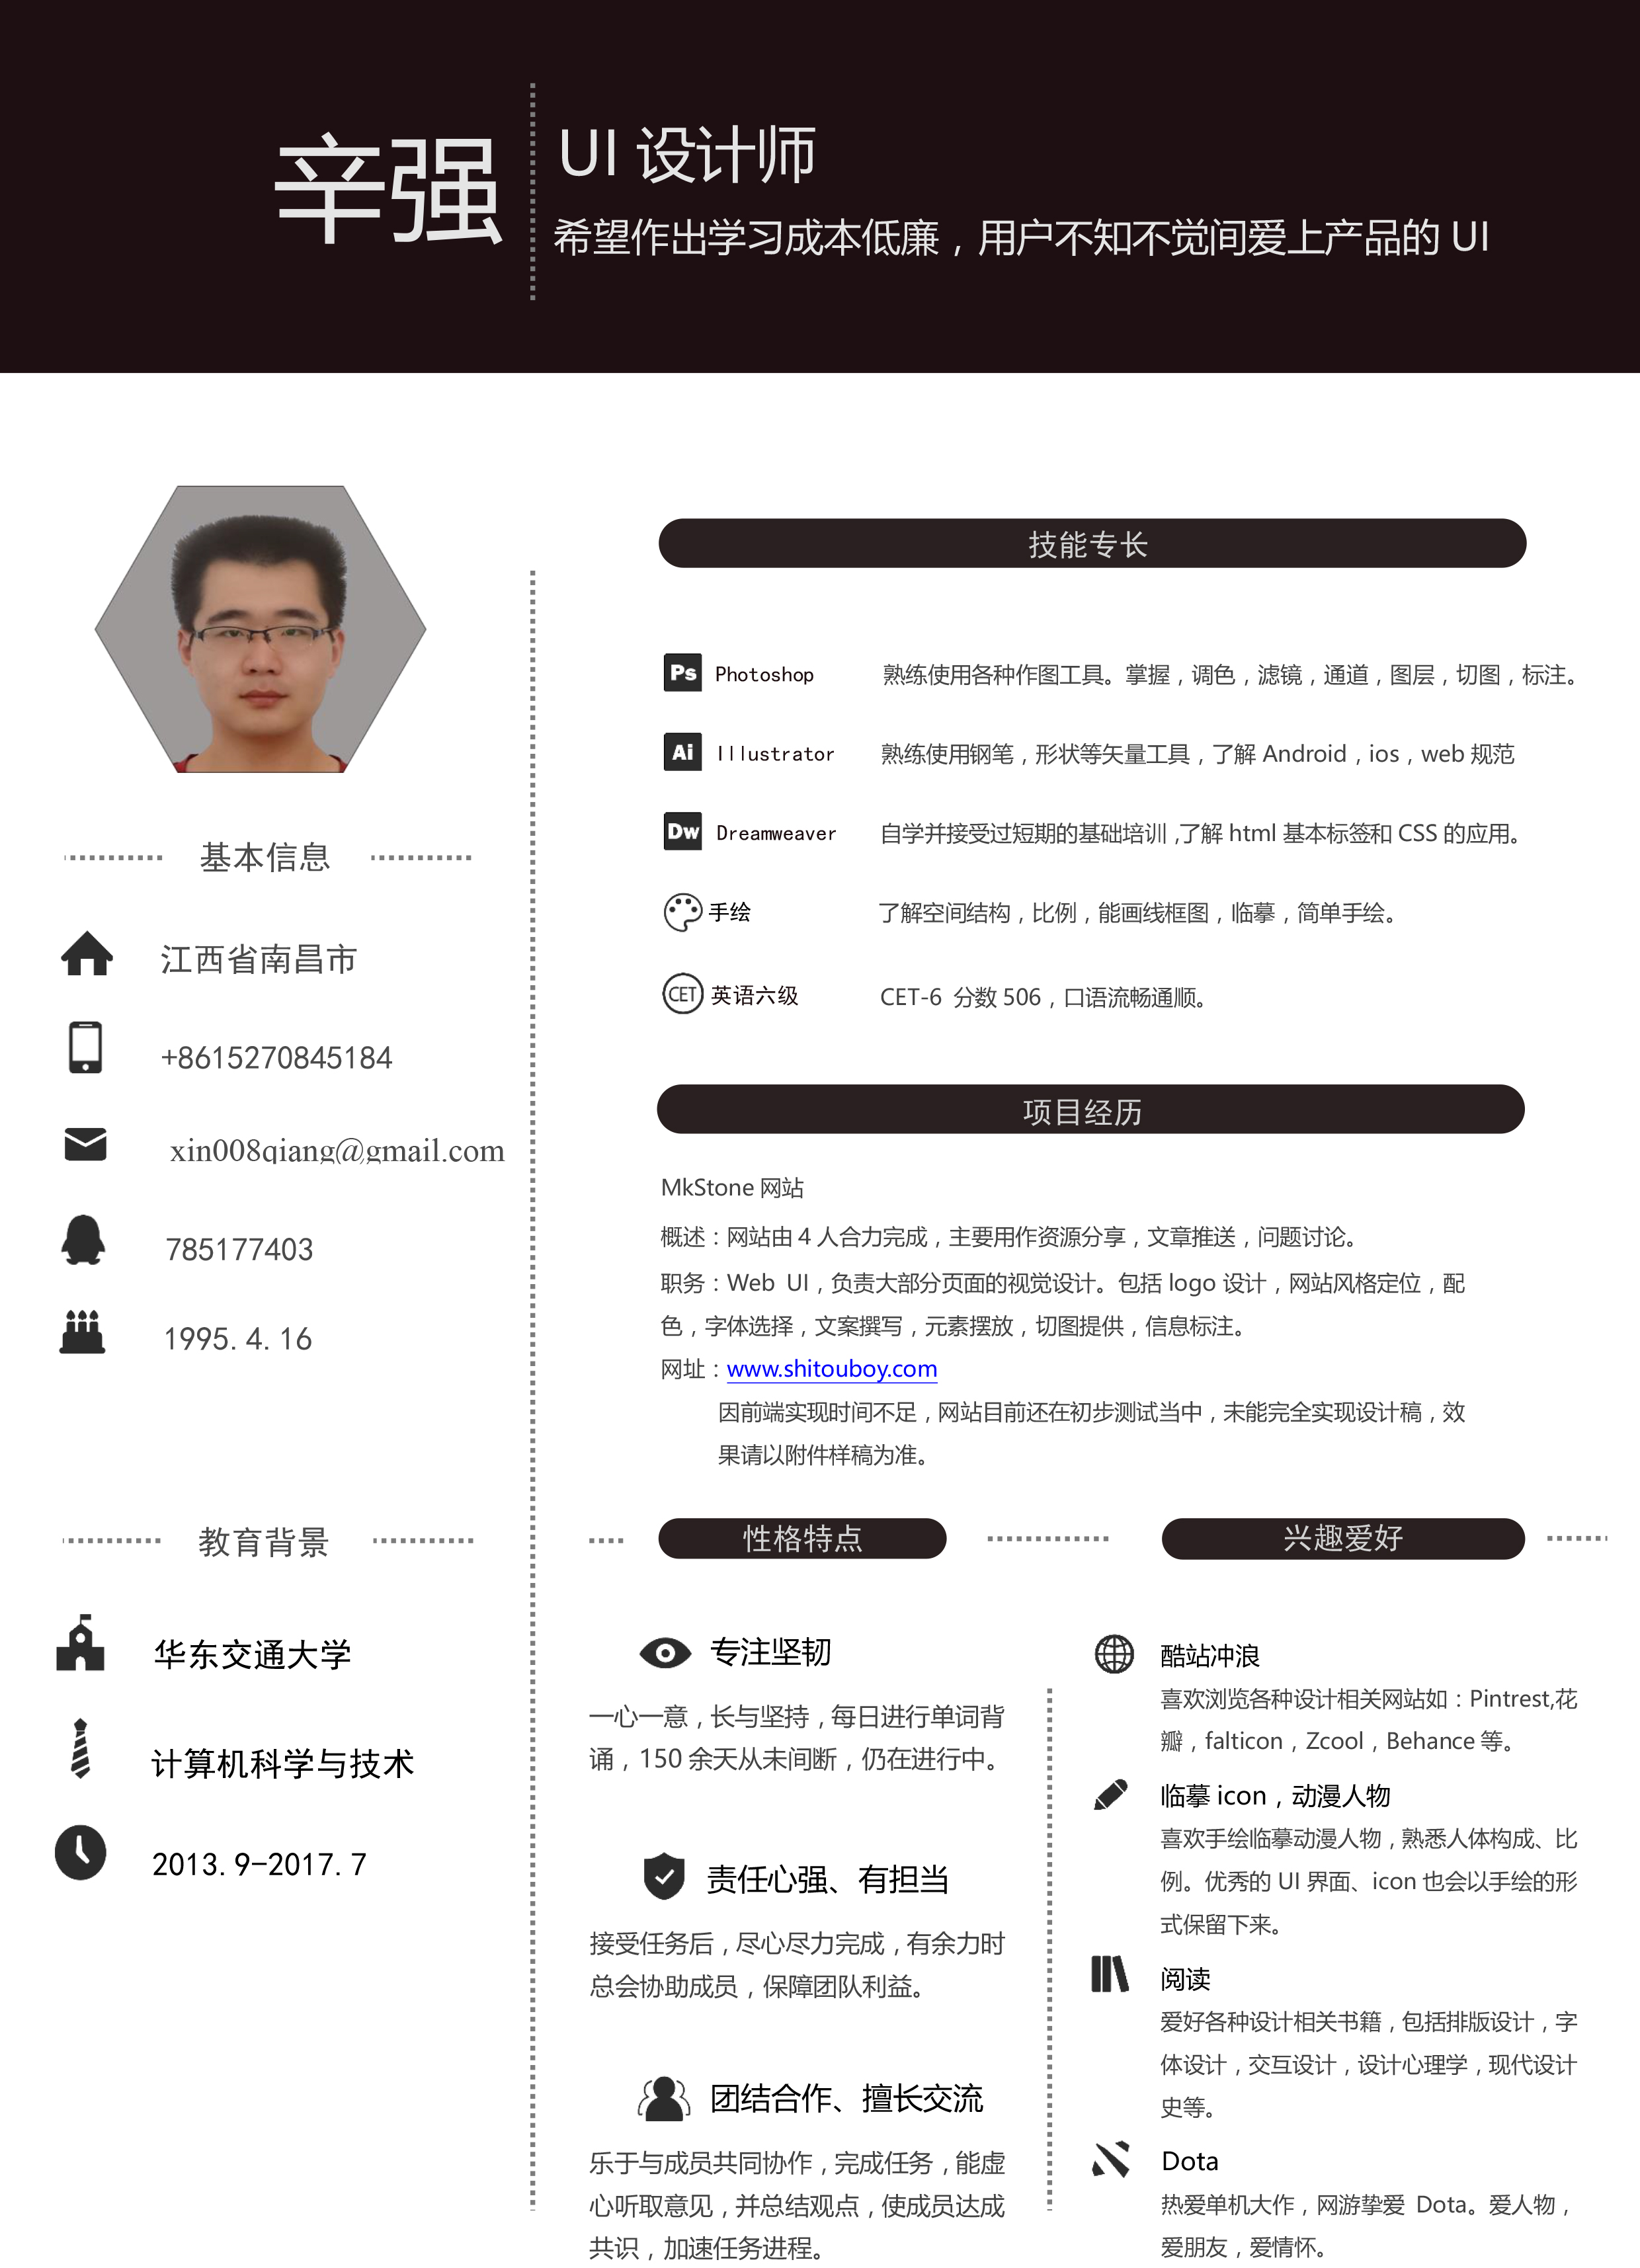 辛强
UI 设计师
希望作出学习成本低廉，用户不知不觉间爱上产品的 UI
基本信息
江西省南昌市
+8615270845184
xin008qiang@gmail.com
785177403
1995. 4. 16
教育背景
华东交通大学
计算机科学与技术
2013. 9-2017. 7
技能专长
Ps Photoshop 熟练使用各种作图工具。掌握，调色，滤镜，通道，图层，切图，标注。
Ai Illustrator 熟练使用钢笔，形状等矢量工具，了解 Android，ios，web 规范
Dw Dreamweaver 自学并接受过短期的基础培训 ,了解 html 基本标签和 CSS 的应用。
手绘 了解空间结构，比例，能画线框图，临摹，简单手绘。
CET 英语六级 CET-6 分数 506，口语流畅通顺。
项目经历
MkStone 网站
概述：网站由 4 人合力完成，主要用作资源分享，文章推送，问题讨论。
职务：Web UI，负责大部分页面的视觉设计。包括 logo 设计，网站风格定位，配
色，字体选择，文案撰写，元素摆放，切图提供，信息标注。
网址：www.shitouboy.com
因前端实现时间不足，网站目前还在初步测试当中，未能完全实现设计稿，效
果请以附件样稿为准。
性格特点
专注坚韧
一心一意，长与坚持，每日进行单词背
诵，150 余天从未间断，仍在进行中。
责任心强、有担当
接受任务后，尽心尽力完成，有余力时
总会协助成员，保障团队利益。
团结合作、擅长交流
乐于与成员共同协作，完成任务，能虚
心听取意见，并总结观点，使成员达成
共识，加速任务进程。
兴趣爱好
酷站冲浪
喜欢浏览各种设计相关网站如：Pintrest,花
瓣，falticon，Zcool，Behance 等。
临摹 icon，动漫人物
喜欢手绘临摹动漫人物，熟悉人体构成、比
例。优秀的 UI 界面、icon 也会以手绘的形
式保留下来。
阅读
爱好各种设计相关书籍，包括排版设计，字
体设计，交互设计，设计心理学，现代设计
史等。
Dota
热爱单机大作，网游挚爱 Dota。爱人物，
爱朋友，爱情怀。